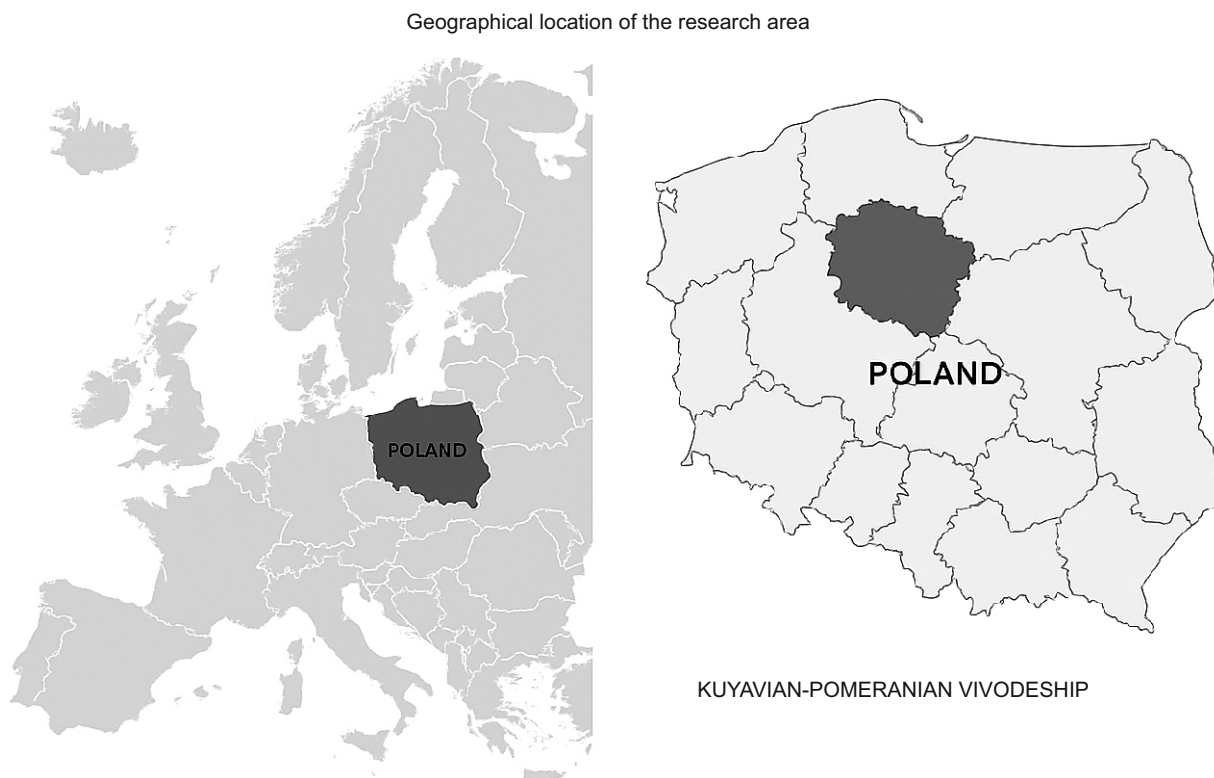 Geographical location of the research area
POLAND
POLAND
KUYAVIAN-POMERANIAN VIVODESHIP